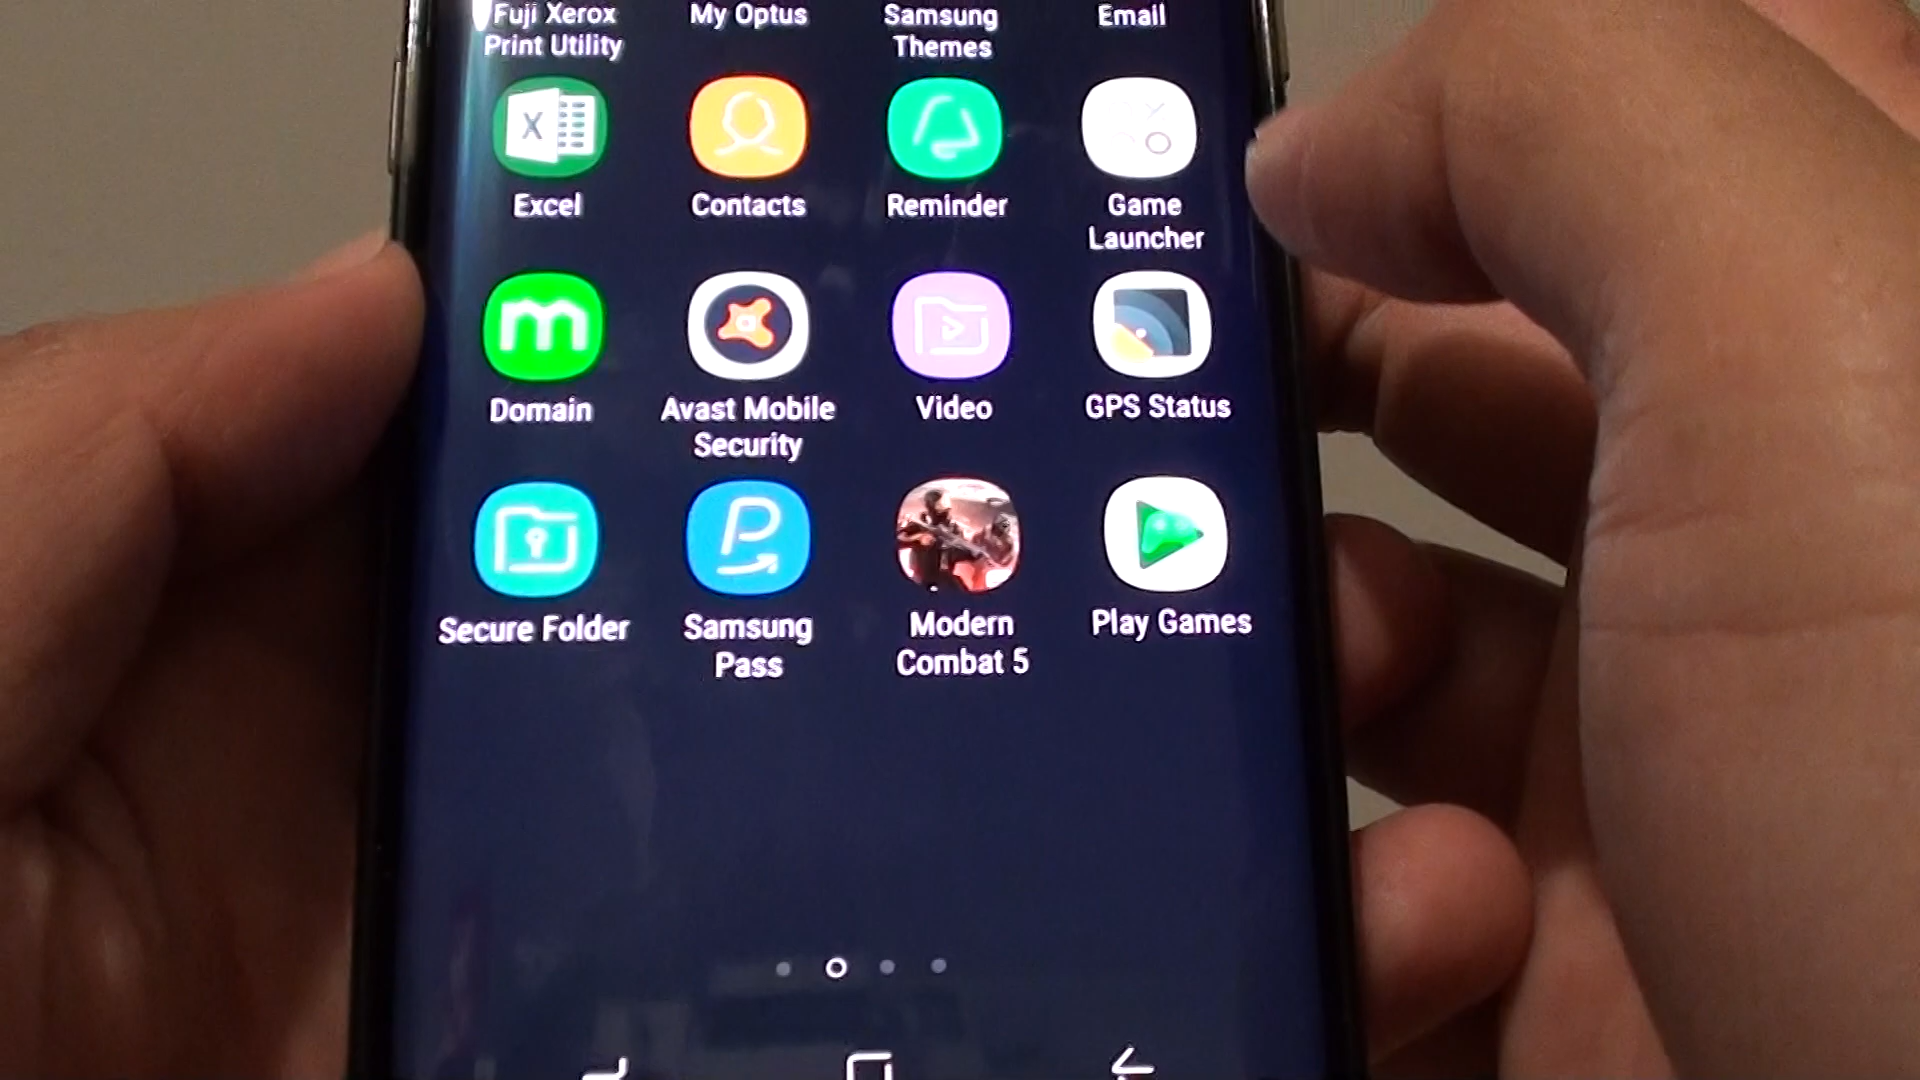 Fuji Xerox
Print Utility
My Optus
Samsung
Themes
Email
X
Excel
Contacts
Reminder
Game
Launcher
m
Domain
Avast Mobile
Security
Video
GPS Status
Secure Folder
P
Samsung
Pass
Modern
Combat 5
Play Games